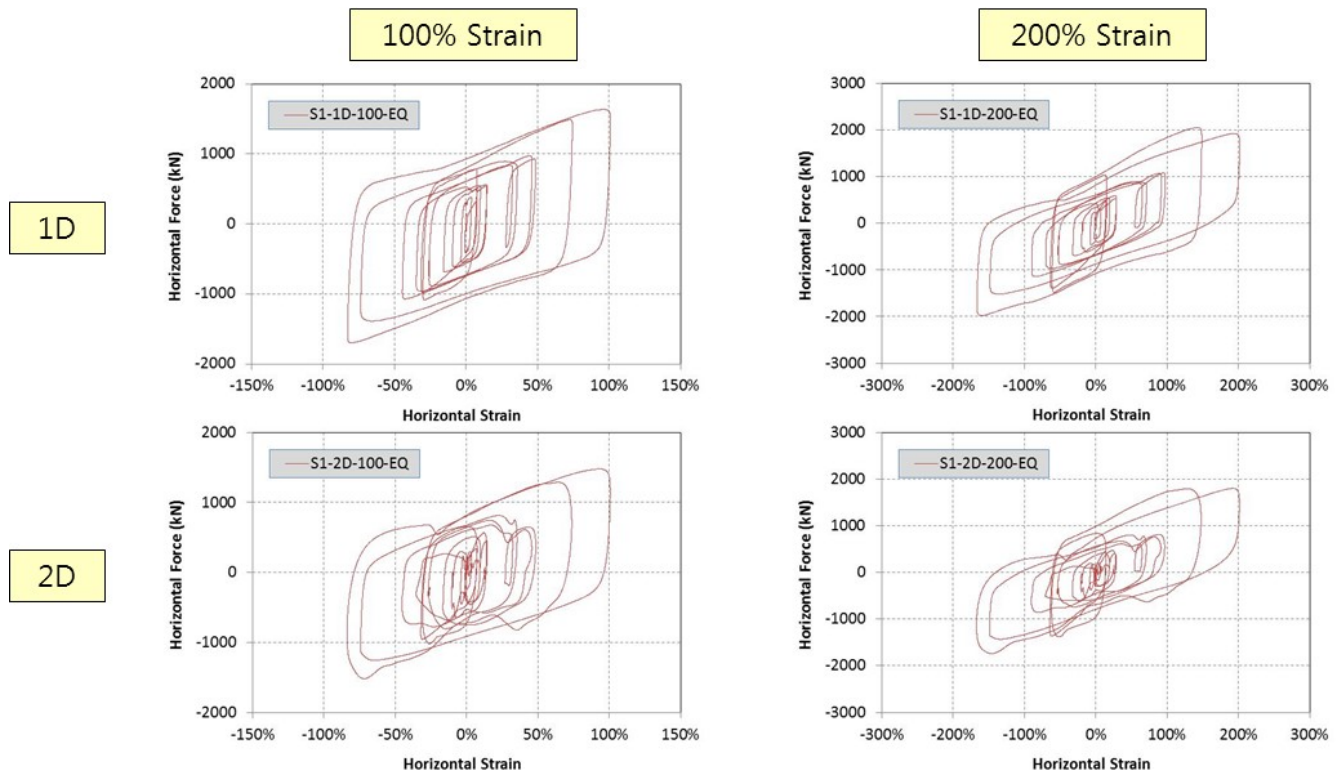 100% Strain
200% Strain
1D
2D
S1-1D-100-EQ
Horizontal Force (kN)
2000
1000
0
-1000
-2000
-150% -100% -50% 0% 50% 100% 150%
Horizontal Strain
S1-1D-200-EQ
Horizontal Force (kN)
3000
2000
1000
0
-1000
-2000
-3000
-300% -200% -100% 0% 100% 200% 300%
Horizontal Strain
S1-2D-100-EQ
Horizontal Force (kN)
2000
1000
0
-1000
-2000
-150% -100% -50% 0% 50% 100% 150%
Horizontal Strain
S1-2D-200-EQ
Horizontal Force (kN)
3000
2000
1000
0
-1000
-2000
-3000
-300% -200% -100% 0% 100% 200% 300%
Horizontal Strain